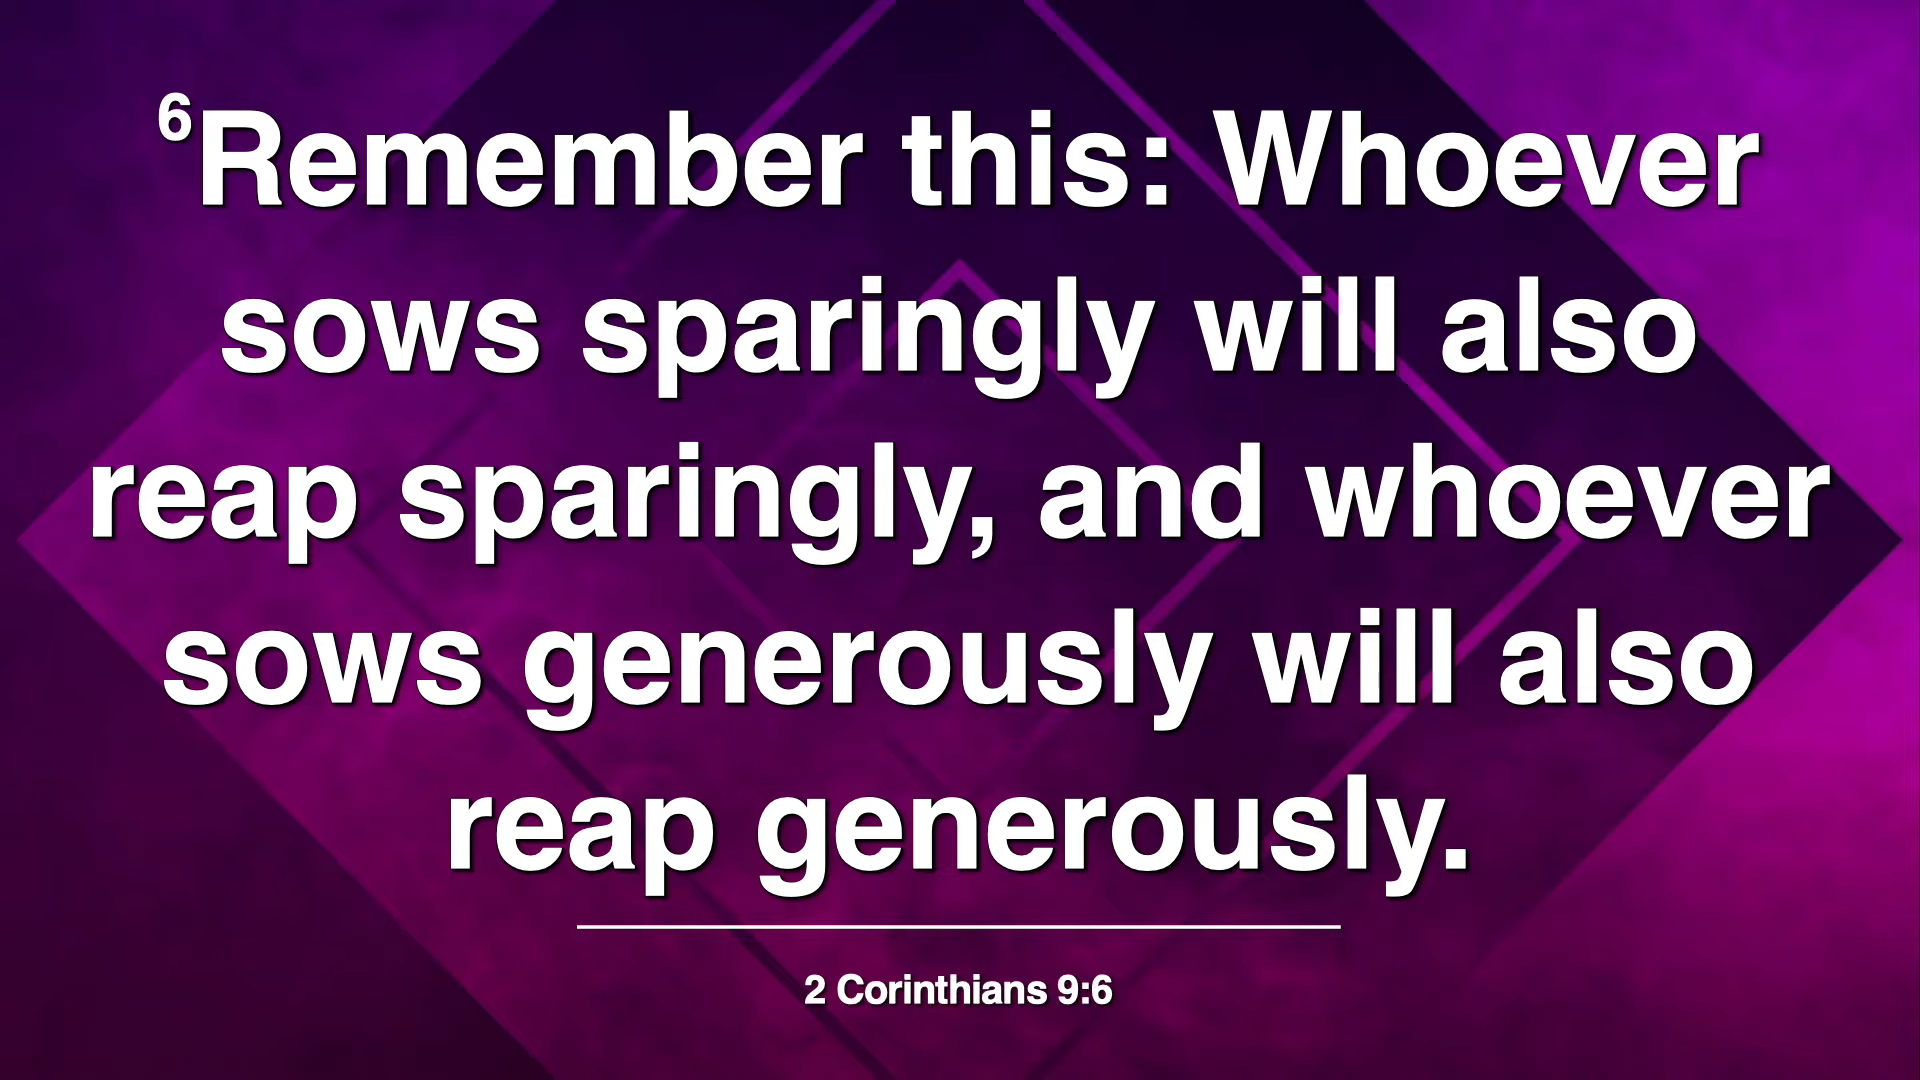 6Remember this: Whoever
sows sparingly will also
reap sparingly, and whoever
sows generously will also
reap generously.
2 Corinthians 9:6